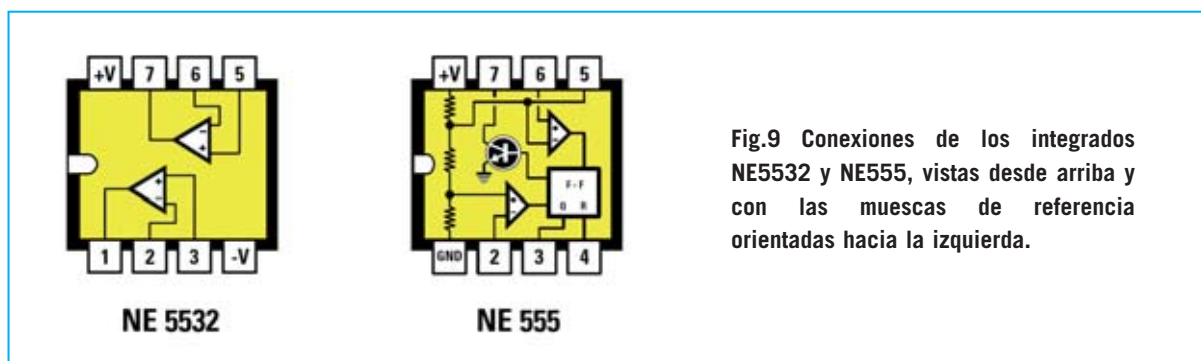 +V 7 6 5
- +
+ -
1 2 3 -V
NE 5532
+V 7 6 5
+ -
+ -
F-F
Q R
GND 2 3 4
NE 555
Fig.9 Conexiones de los integrados
NE5532 y NE555, vistas desde arriba y
con las muescas de referencia
orientadas hacia la izquierda.